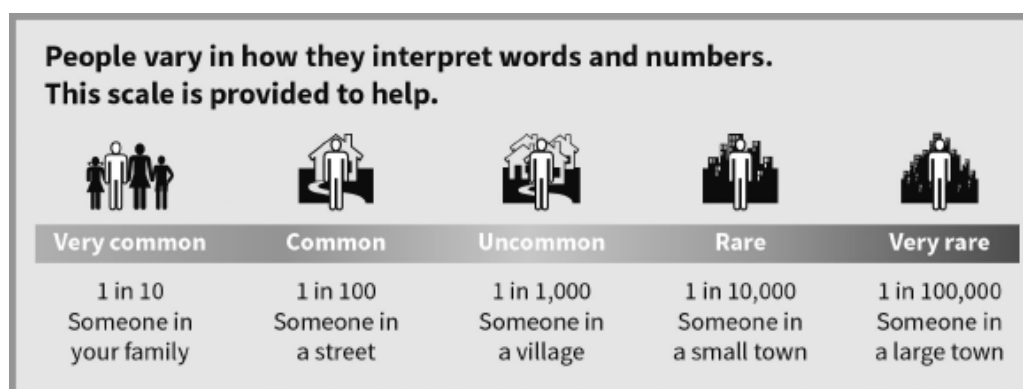 People vary in how they interpret words and numbers.
This scale is provided to help.
Very common
Common
Uncommon
Rare
Very rare
1 in 10
Someone in
your family
1 in 100
Someone in
a street
1 in 1,000
Someone in
a village
1 in 10,000
Someone in
a small town
1 in 100,000
Someone in
a large town